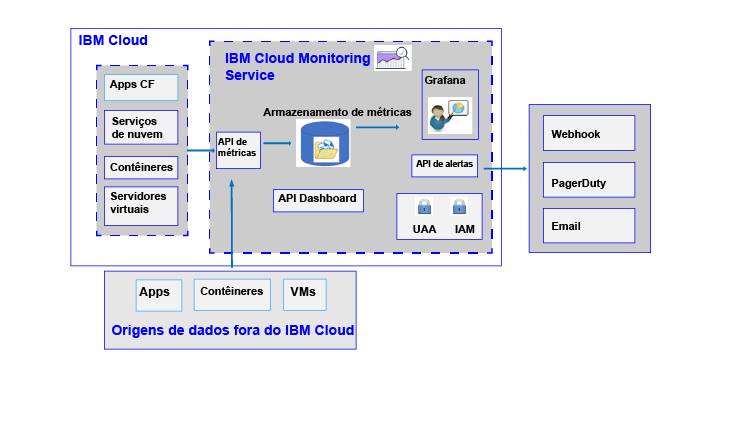 IBM Cloud
Apps CF
Serviços
de nuvem
Contêineres
Servidores
virtuais
IBM Cloud Monitoring
Service
API de
métricas
Armazenamento de métricas
Grafana
API de alertas
API Dashboard
UAA
IAM
Webhook
PagerDuty
Email
Apps
Contêineres
VMs
Origens de dados fora do IBM Cloud